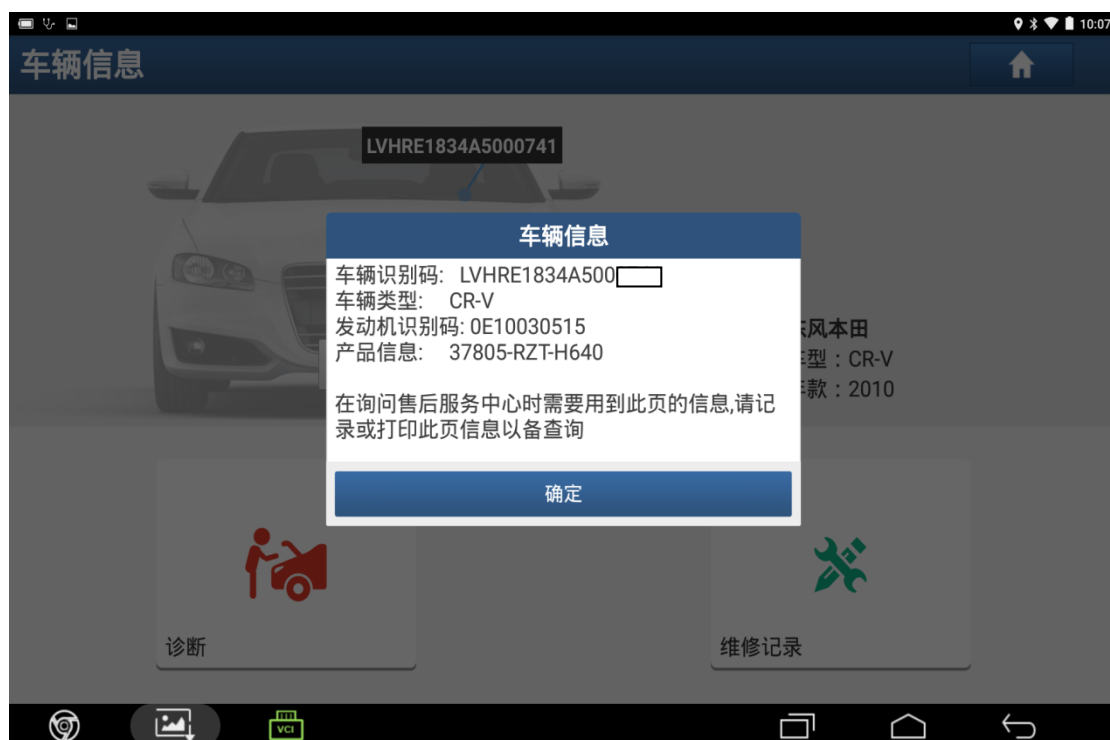 10:07
车辆信息
LVHRE1834A5000741
车辆信息
车辆识别码: LVHRE1834A500
车辆类型: CR-V
发动机识别码: 0E10030515
产品信息: 37805-RZT-H640
在询问售后服务中心时需要用到此页的信息,请记
录或打印此页信息以备查询
确定
风本田
型：CR-V
款：2010
诊断
维修记录
VCI